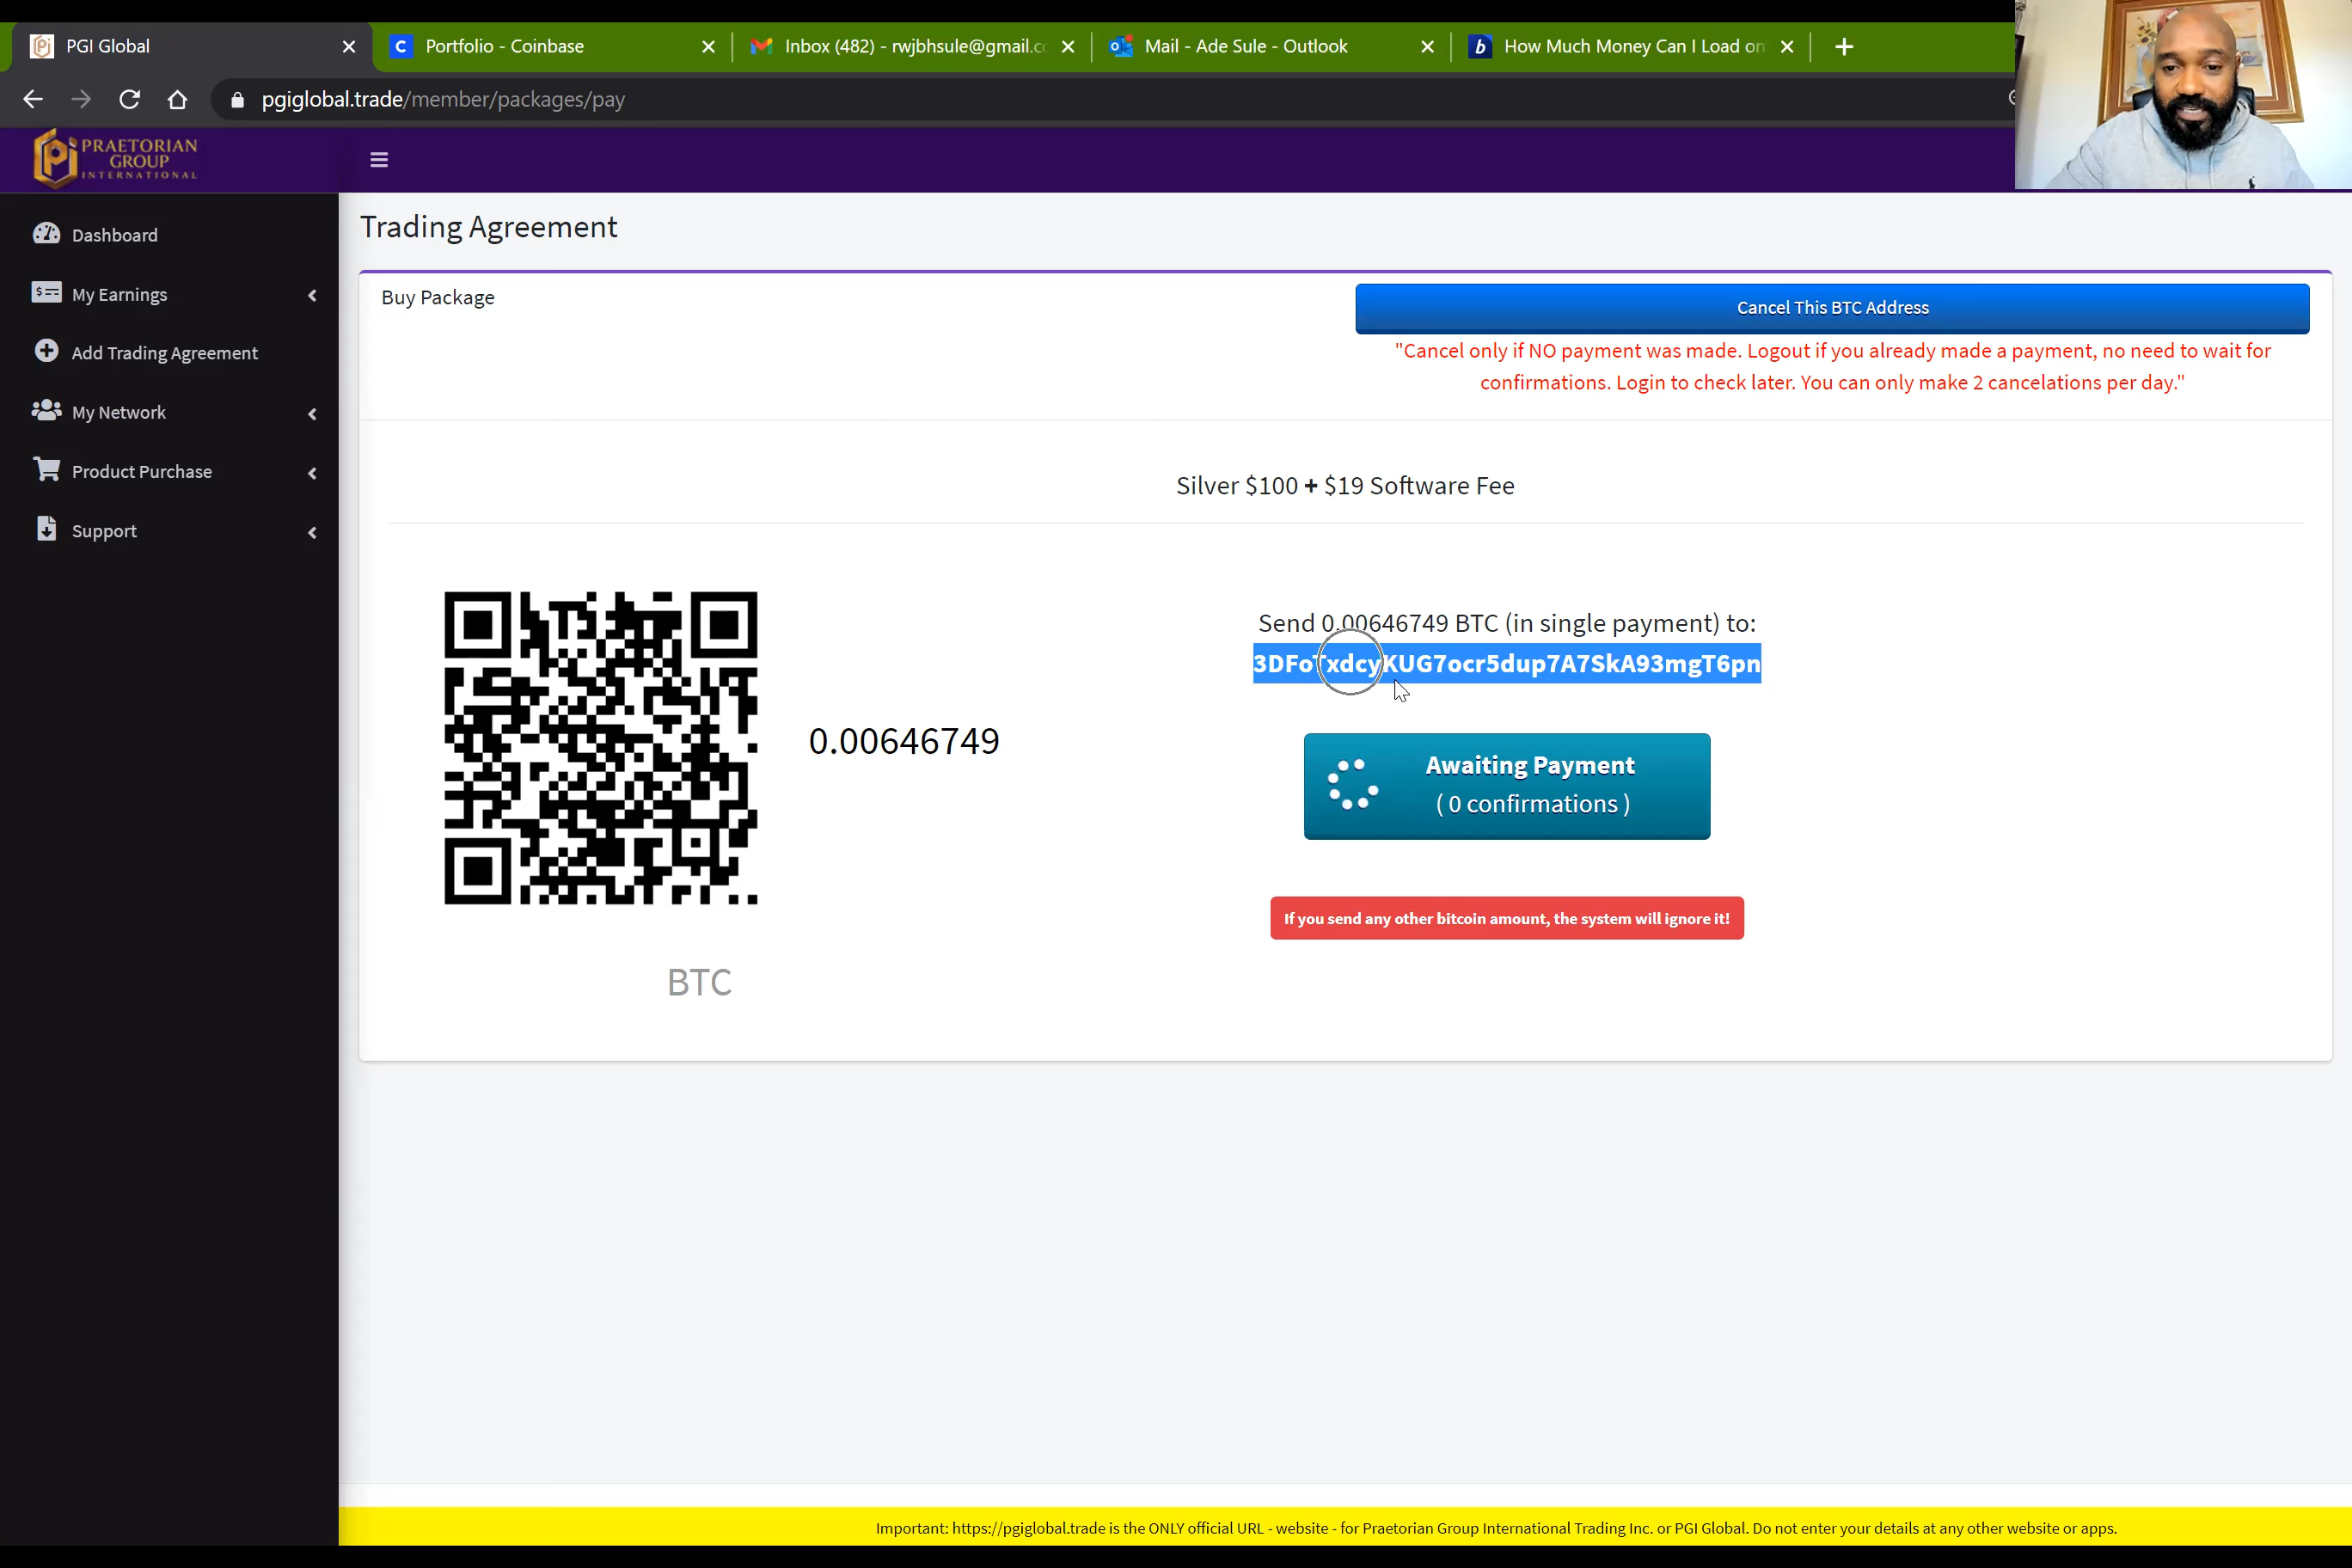 PGI Global
Portfolio - Coinbase
Inbox (482) - rwjbhsule@gmail.cc
Mail - Ade Sule - Outlook
How Much Money Can I Load on
pgiglobal.trade/member/packages/pay
PRAETORIAN
GROUP
INTERNATIONAL
Dashboard
My Earnings
Add Trading Agreement
My Network
Product Purchase
Support
Trading Agreement
Buy Package
Cancel This BTC Address
"Cancel only if NO payment was made. Logout if you already made a payment, no need to wait for
confirmations. Login to check later. You can only make 2 cancelations per day."
Silver $100 + $19 Software Fee
Send 0.00646749 BTC (in single payment) to:
3DFoTxdcyKUG7ocr5dup7A7SkA93mgT6pn
0.00646749
Awaiting Payment
( 0 confirmations )
If you send any other bitcoin amount, the system will ignore it!
BTC
Important: https://pgiglobal.trade is the ONLY official URL - website - for Praetorian Group International Trading Inc. or PGI Global. Do not enter your details at any other website or apps.